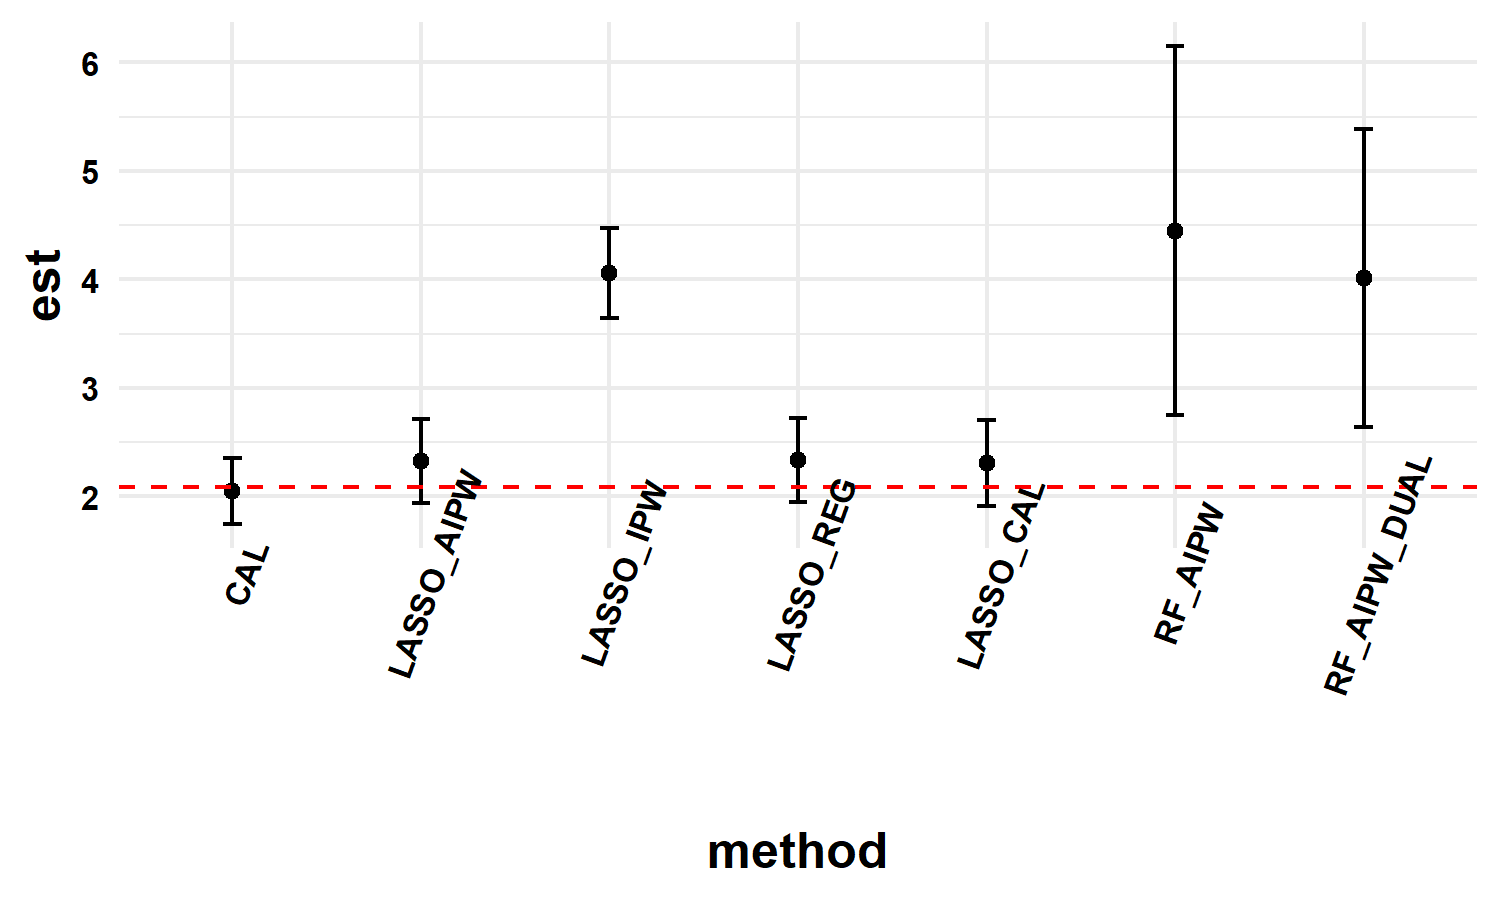 6
5
4
3
2
est
CAL
LASSO_AIPW
LASSO_IPW
LASSO_REG
LASSO_CAL
RF_AIPW
RF_AIPW_DUAL
method